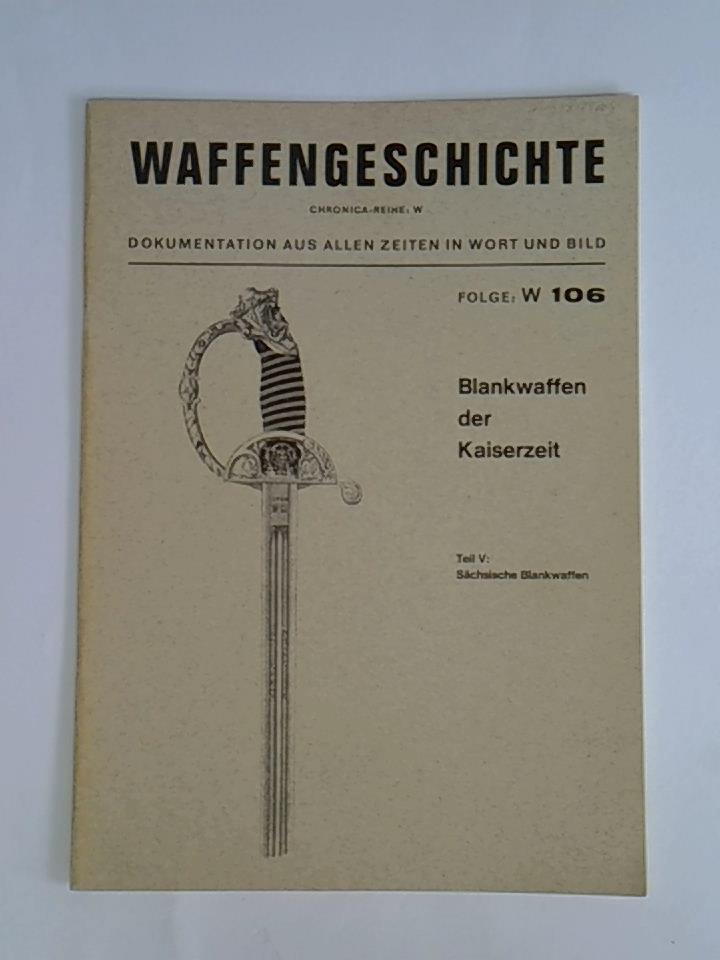 WAFFENGESCHICHTE
CHRONICA-REIHE: W
DOKUMENTATION AUS ALLEN ZEITEN IN WORT UND BILD
FOLGE: W 106
Blankwaffen
der
Kaiserzeit
Teil V:
Sächsische Blankwaffen